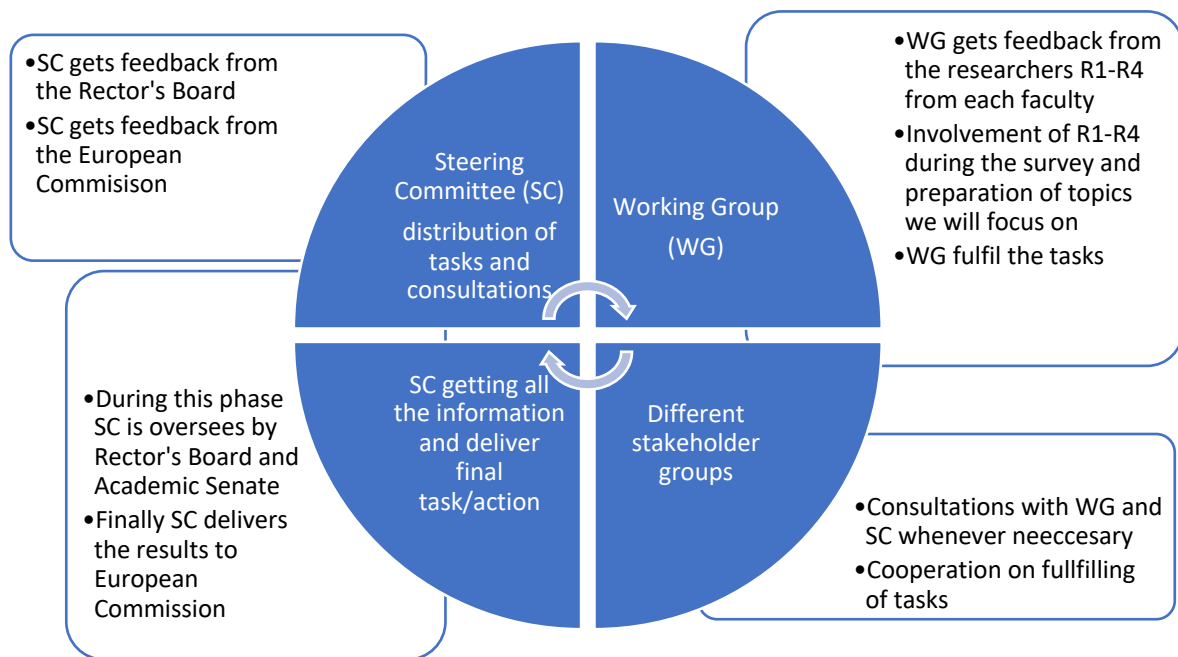 •SC gets feedback from
the Rector's Board
•SC gets feedback from
the European
Commisison
Steering
Committee (SC)
distribution of
tasks and
consultations
Working Group
(WG)
•WG gets feedback from
the researchers R1-R4
from each faculty
•Involvement of R1-R4
during the survey and
preparation of topics
we will focus on
•WG fulfil the tasks
•During this phase
SC is oversees by
Rector's Board and
Academic Senate
•Finally SC delivers
the results to
European
Commission
SC getting all
the information
and deliver
final
task/action
Different
stakeholder
groups
•Consultations with WG and
SC whenever neeccesary
•Cooperation on fullfilling
of tasks